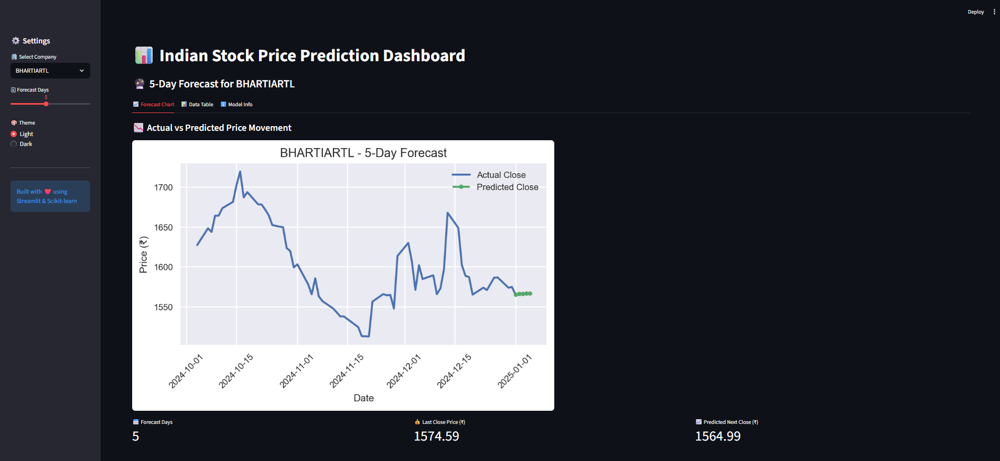 Deploy
Settings
Select Company
BHARTIARTL
Forecast Days
5
Theme
Light
Dark
Built with using
Streamlit & Scikit-learn
Indian Stock Price Prediction Dashboard
5-Day Forecast for BHARTIARTL
Forecast Chart Data Table Model Info
Actual vs Predicted Price Movement
BHARTIARTL - 5-Day Forecast
Actual Close
Predicted Close
Price (₹)
1700
1650
1600
1550
2024-10-01 2024-10-15 2024-11-01 2024-11-15 2024-12-01 2024-12-15 2025-01-01
Date
Forecast Days
5
Last Close Price (₹)
1574.59
Predicted Next Close (₹)
1564.99